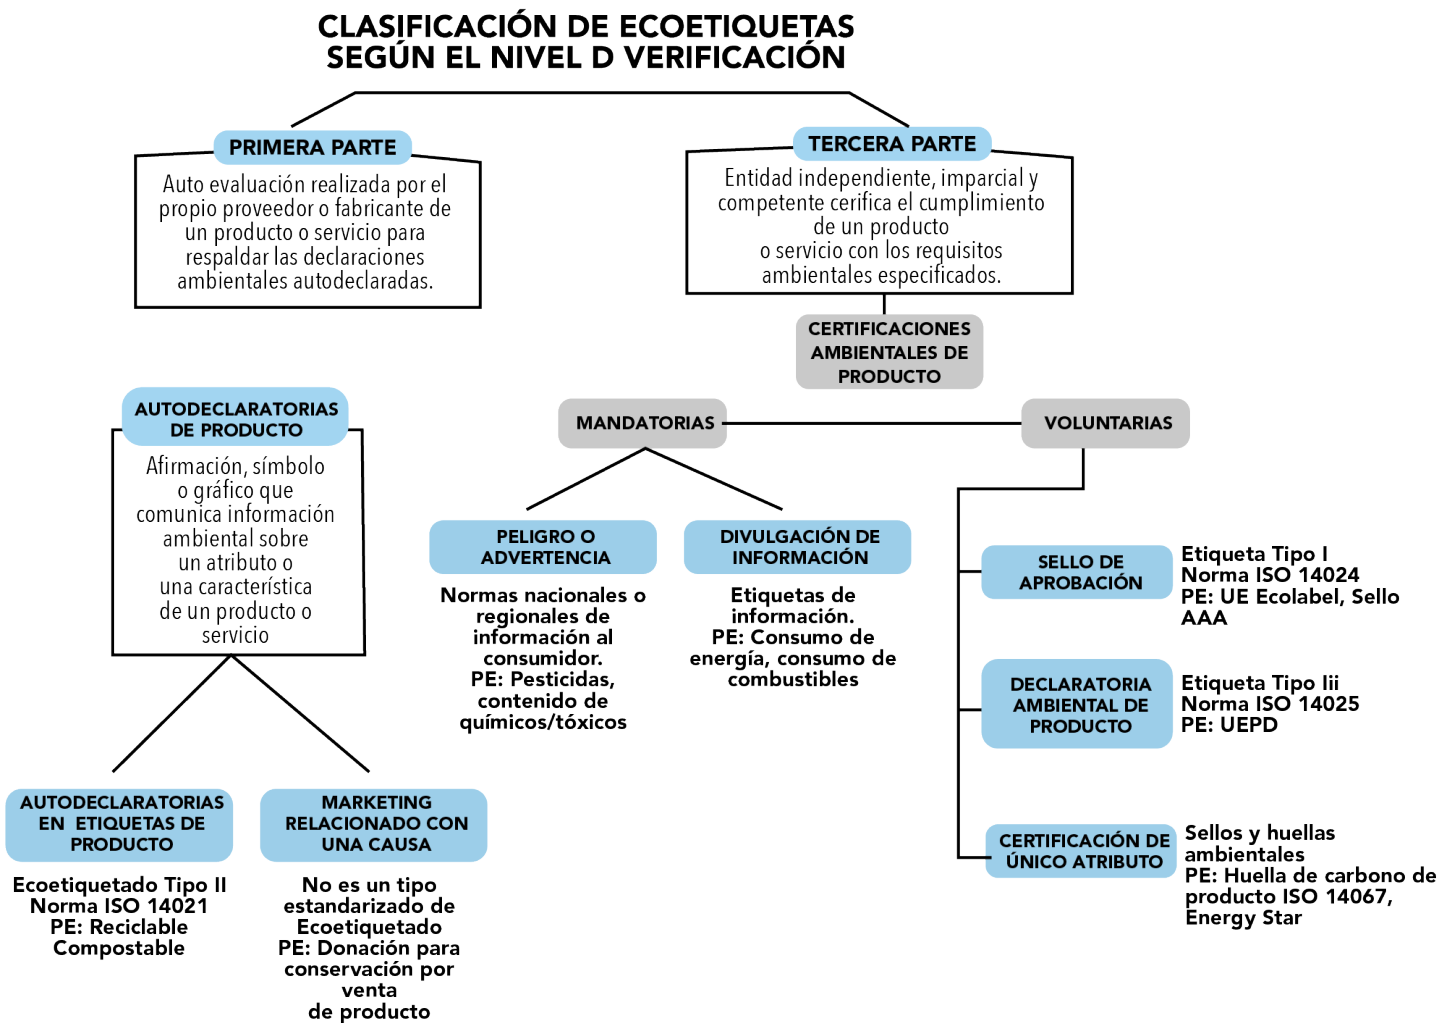 CLASIFICACIÓN DE ECOETIQUETAS
SEGÚN EL NIVEL D VERIFICACIÓN
PRIMERA PARTE
Auto evaluación realizada por el
propio proveedor o fabricante de
un producto o servicio para
respaldar las declaraciones
ambientales autodeclaradas.
TERCERA PARTE
Entidad independiente, imparcial y
competente cerifica el cumplimiento
de un producto
o servicio con los requisitos
ambientales especificados.
CERTIFICACIONES
AMBIENTALES DE
PRODUCTO
AUTODECLARATORIAS
DE PRODUCTO
Afirmación, símbolo
o gráfico que
comunica información
ambiental sobre
un atributo o
una característica
de un producto o
servicio
MANDATORIAS
VOLUNTARIAS
PELIGRO O
ADVERTENCIA
Normas nacionales o
regionales de
información al
consumidor.
PE: Pesticidas,
contenido de
químicos/tóxicos
DIVULGACIÓN DE
INFORMACIÓN
Etiquetas de
información.
PE: Consumo de
energía, consumo de
combustibles
SELLO DE
APROBACIÓN
Etiqueta Tipo I
Norma ISO 14024
PE: UE Ecolabel, Sello
AAA
DECLARATORIA
AMBIENTAL DE
PRODUCTO
Etiqueta Tipo Iii
Norma ISO 14025
PE: UEPD
CERTIFICACIÓN DE
ÚNICO ATRIBUTO
Sellos y huellas
ambientales
PE: Huella de carbono de
producto ISO 14067,
Energy Star
AUTODECLARATORIAS
EN ETIQUETAS DE
PRODUCTO
Ecoetiquetado Tipo II
Norma ISO 14021
PE: Reciclable
Compostable
MARKETING
RELACIONADO CON
UNA CAUSA
No es un tipo
estandarizado de
Ecoetiquetado
PE: Donación para
conservación por
venta
de producto